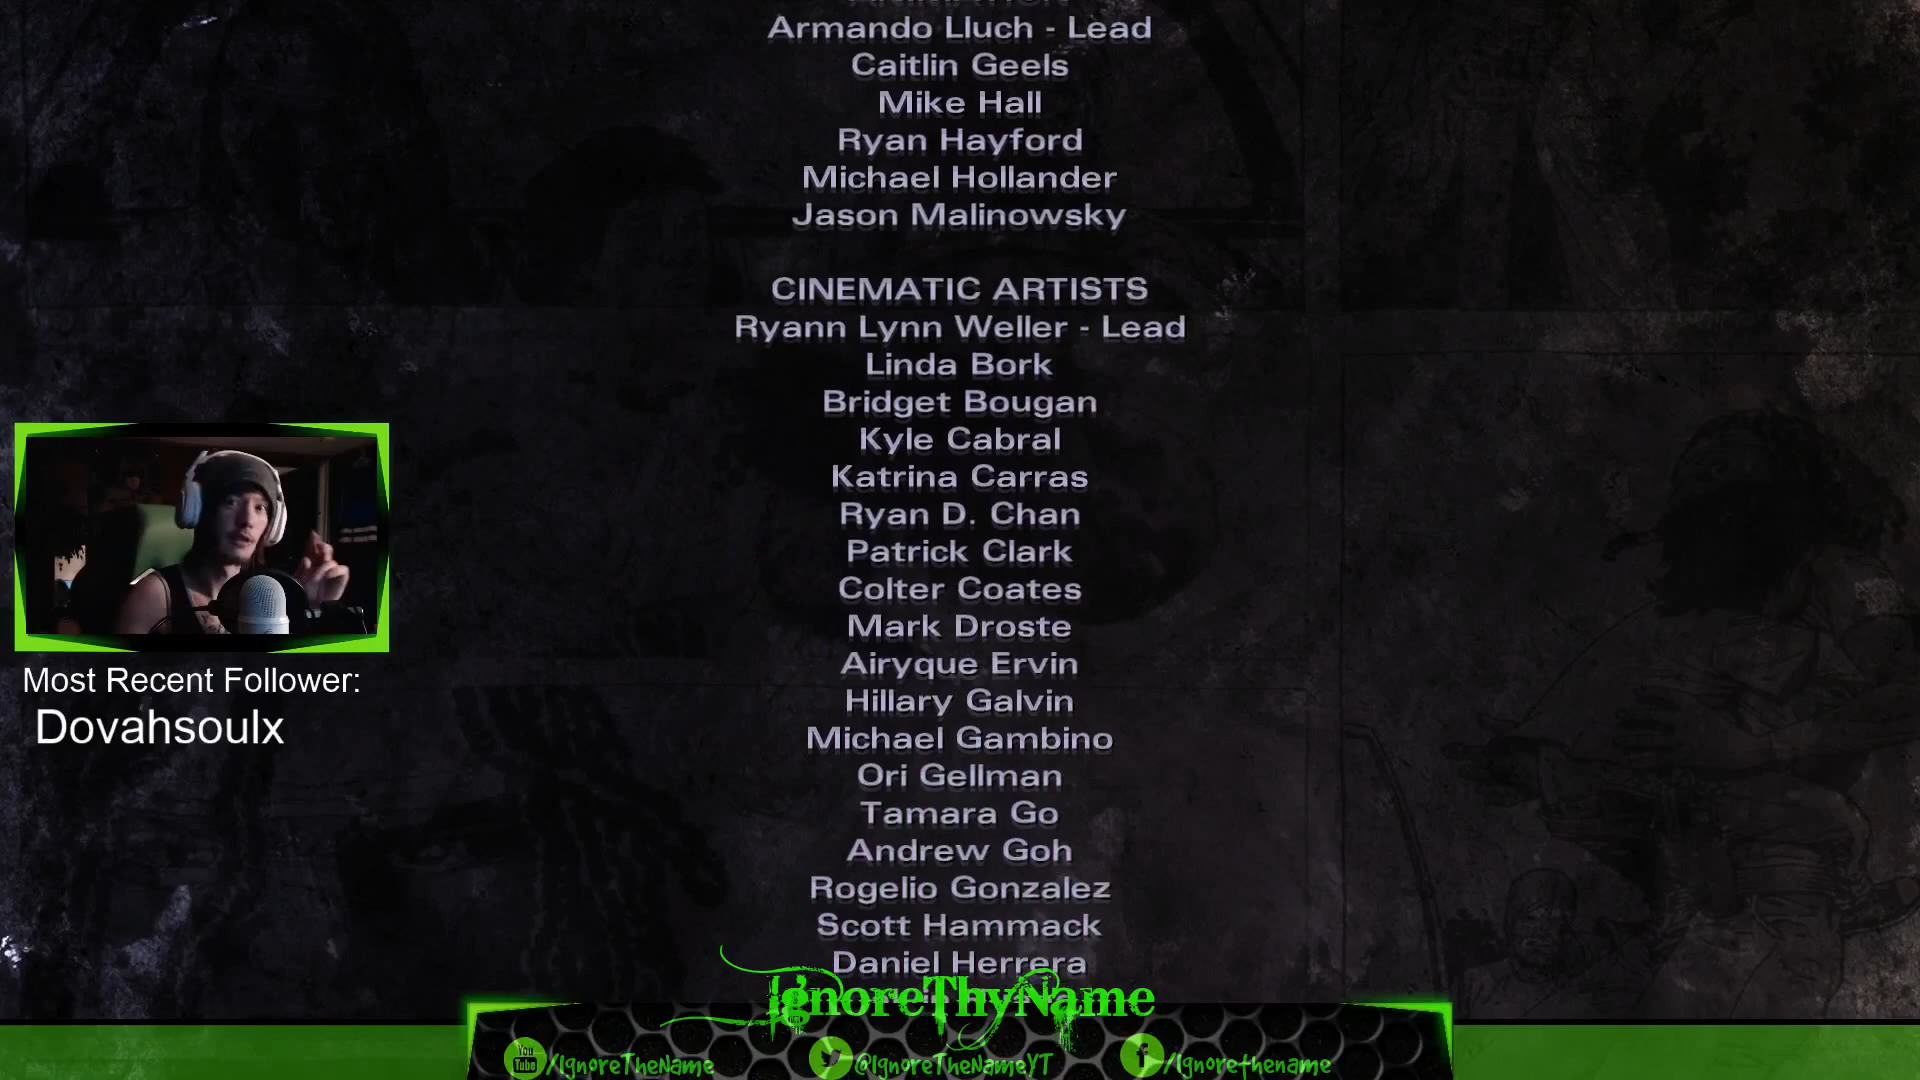 Armando Lluch - Lead
Caitlin Geels
Mike Hall
Ryan Hayford
Michael Hollander
Jason Malinowsky
CINEMATIC ARTISTS
Ryann Lynn Weller - Lead
Linda Bork
Bridget Bougan
Kyle Cabral
Katrina Carras
Ryan D. Chan
Patrick Clark
Colter Coates
Mark Droste
Airyque Ervin
Hillary Galvin
Michael Gambino
Ori Gellman
Tamara Go
Andrew Goh
Rogelio Gonzalez
Scott Hammack
Daniel Herrera
Most Recent Follower:
Dovahsoulx
IgnoreThyName
You Tube /IgnoreTheName
@IgnoreTheNameYT
f /Ignorethename